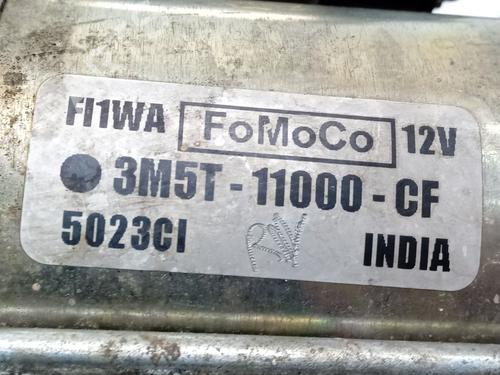 FI1WA FoMoCo 12V
3M5T - 11000 - CF
5023CI INDIA